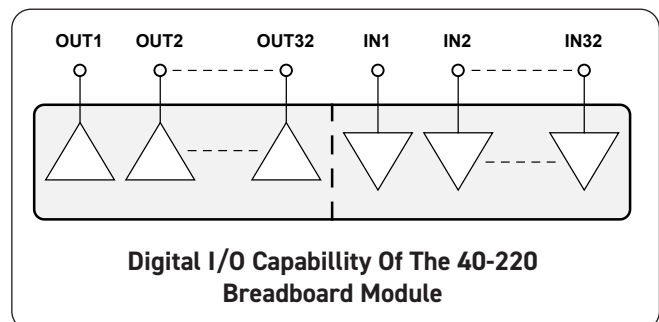 OUT1 OUT2 OUT32 IN1 IN2 IN32
Digital I/O Capabillity Of The 40-220
Breadboard Module